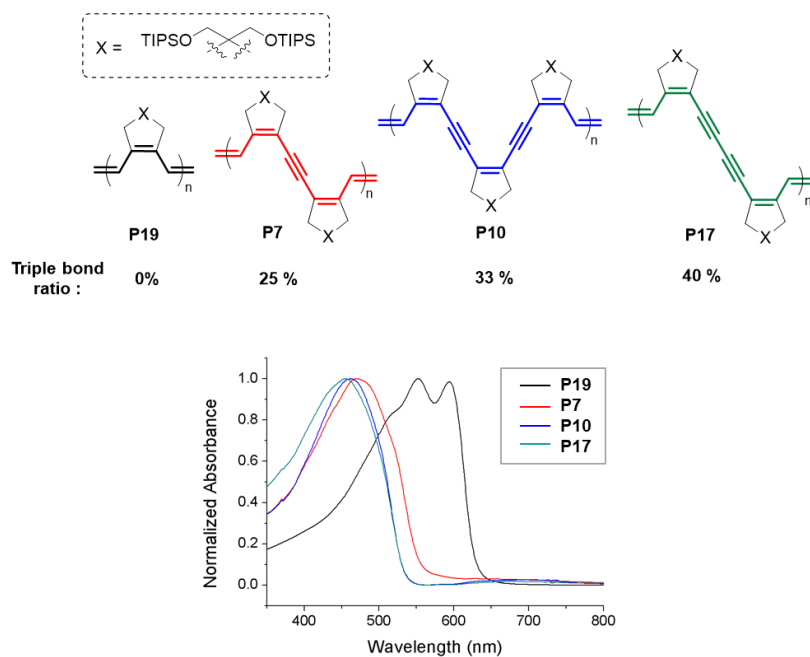 X = TIPSO OTIPS
X X X X
n n n n
X X X
P19 P7 P10 P17
Triple bond ratio : 0% 25 % 33 % 40 %
1.0
0.8
0.6
0.4
0.2
0.0
Normalized Absorbance
P19
P7
P10
P17
400 500 600 700 800
Wavelength (nm)